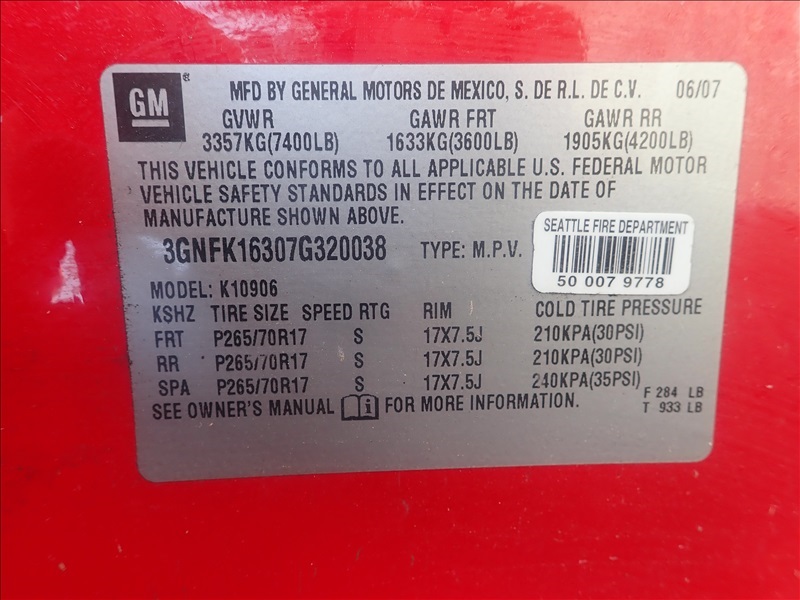 GM ® MFD BY GENERAL MOTORS DE MEXICO, S. DE R.L. DE C.V. 06/07
GVWR GAWR FRT GAWR RR
3357KG(7400LB) 1633KG(3600LB) 1905KG(4200LB)
THIS VEHICLE CONFORMS TO ALL APPLICABLE U.S. FEDERAL MOTOR
VEHICLE SAFETY STANDARDS IN EFFECT ON THE DATE OF
MANUFACTURE SHOWN ABOVE.
SEATTLE FIRE DEPARTMENT
50 007 9778
3GNFK16307G320038 TYPE: M.P.V.
MODEL: K10906
KSHZ TIRE SIZE SPEED RTG RIM COLD TIRE PRESSURE
FRT P265/70R17 S 17X7.5J 210KPA(30PSI)
RR P265/70R17 S 17X7.5J 210KPA(30PSI)
SPA P265/70R17 S 17X7.5J 240KPA(35PSI)
F 284 LB
T 933 LB
SEE OWNER'S MANUAL i FOR MORE INFORMATION.